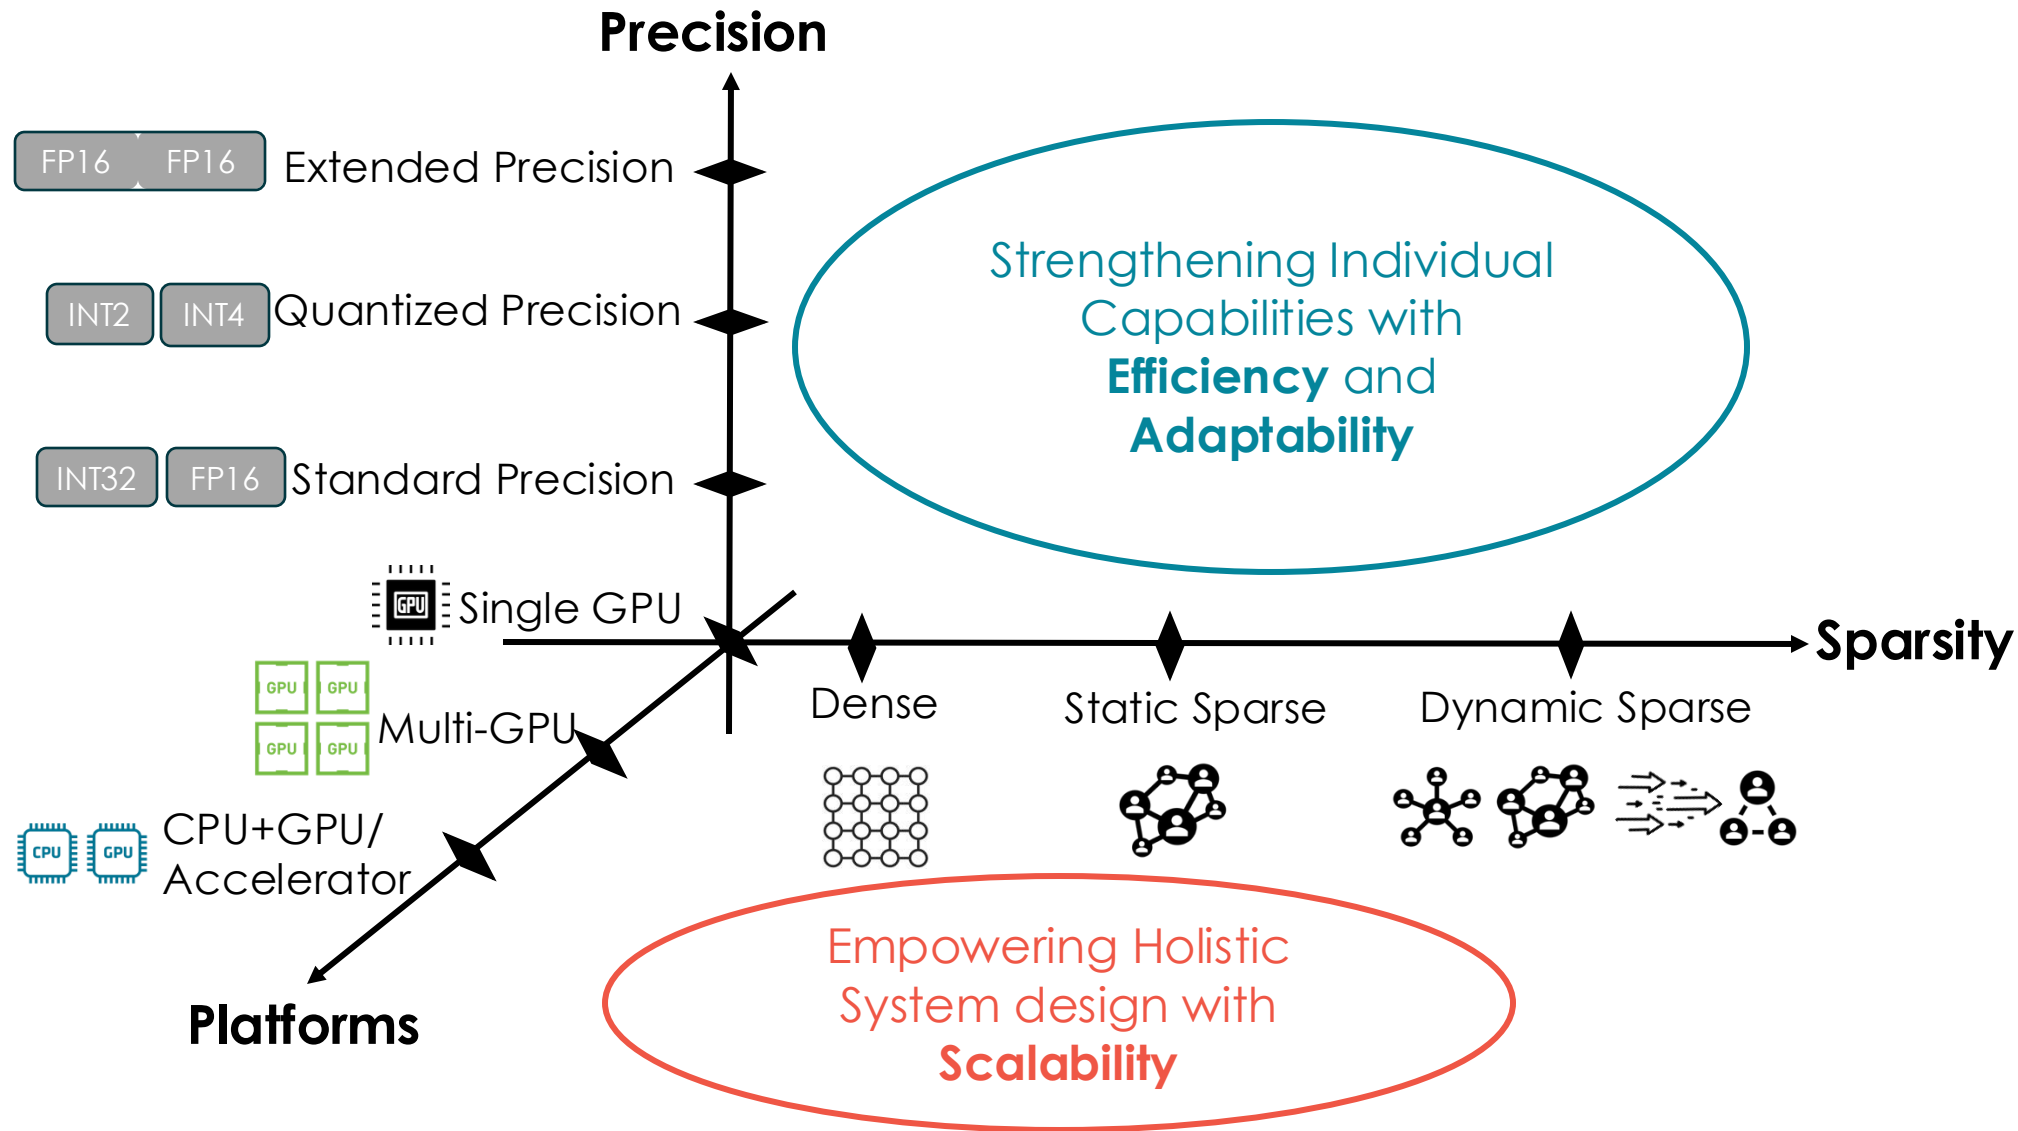 Precision
FP16 FP16 Extended Precision
INT2 INT4 Quantized Precision
INT32 FP16 Standard Precision
Strengthening Individual
Capabilities with
Efficiency and
Adaptability
GPU Single GPU
Sparsity
GPU GPU
GPU GPU
Multi-GPU
Dense
Static Sparse
Dynamic Sparse
CPU GPU
CPU+GPU/
Accelerator
Platforms
Empowering Holistic
System design with
Scalability